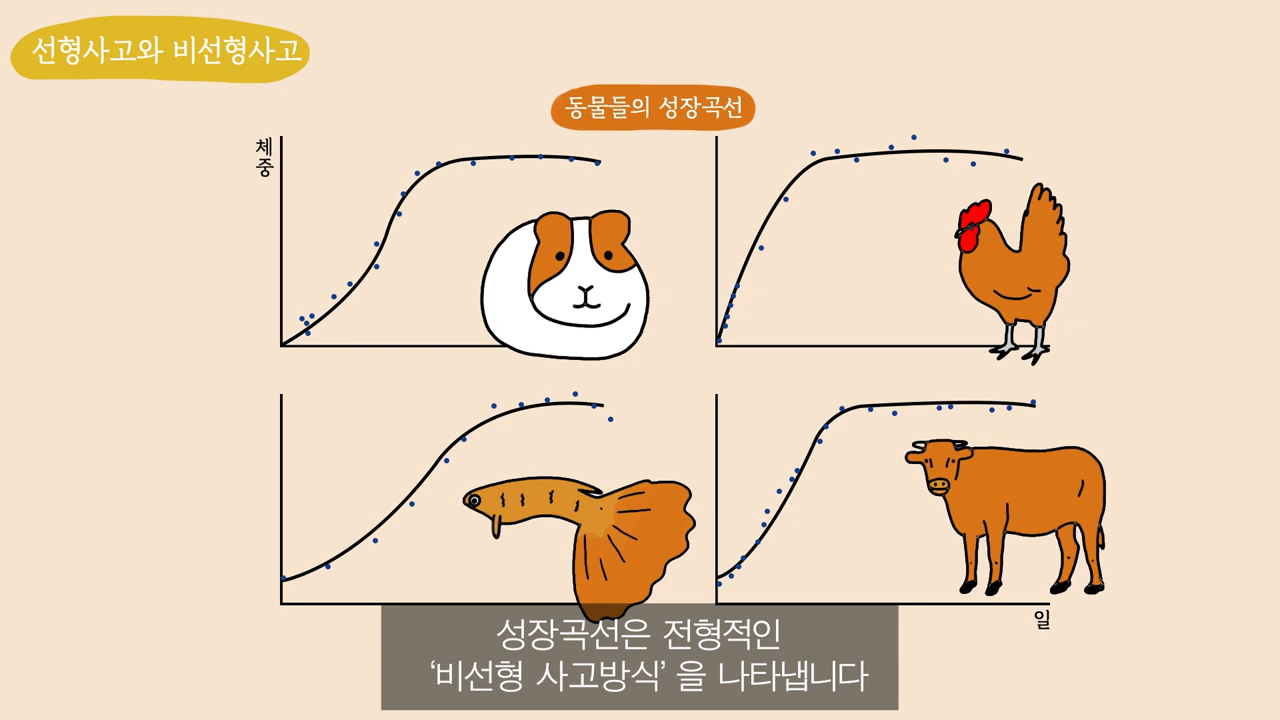 선형사고와 비선형사고
동물들의 성장곡선
체
중
일
성장곡선은 전형적인
‘비선형 사고방식’ 을 나타냅니다